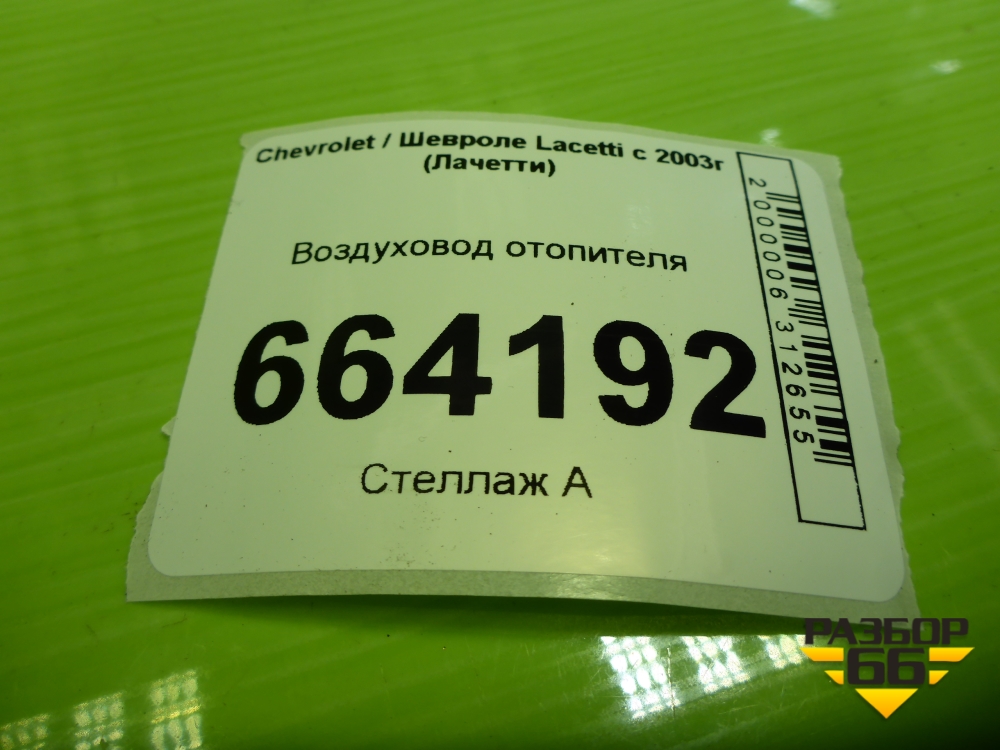 Chevrolet / Шевроле Lacetti с 2003г
(Лачетти)
Воздуховод отопителя
664192
Стеллаж А
2000006312655
РАЗБОР
66